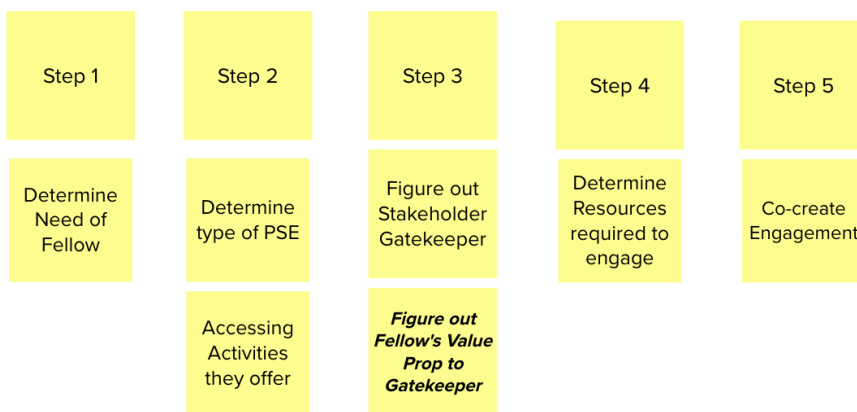 Step 1
Step 2
Step 3
Step 4
Step 5
Determine
Need of
Fellow
Determine
type of PSE
Figure out
Stakeholder
Gatekeeper
Determine
Resources
required to
engage
Co-create
Engagement
Accessing
Activities
they offer
Figure out
Fellow's Value
Prop to
Gatekeeper